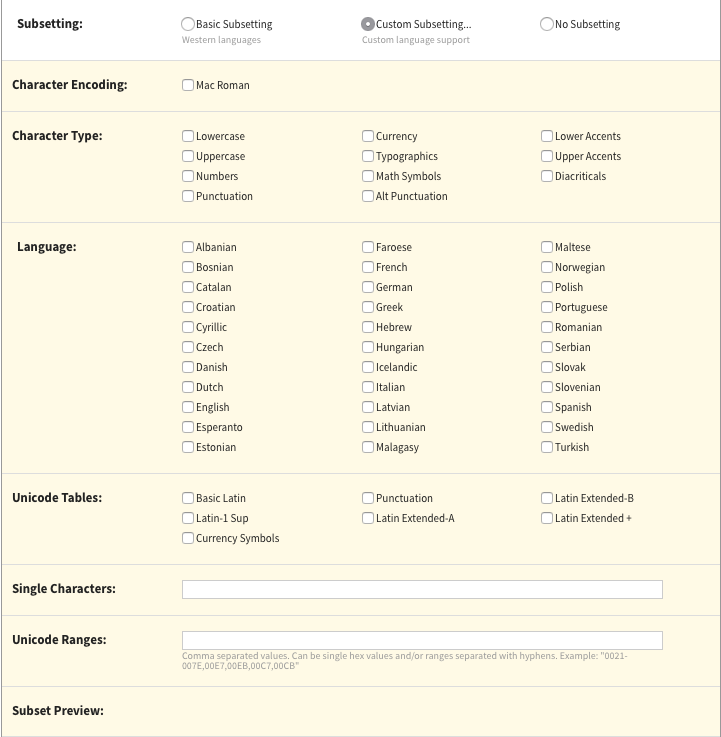 Subsetting: Basic Subsetting Custom Subsetting... No Subsetting
Western languages Custom language support
Character Encoding: Mac Roman
Character Type: Lowercase Currency Lower Accents
Uppercase Typographics Upper Accents
Numbers Math Symbols Diacriticals
Punctuation Alt Punctuation
Language: Albanian Faroese Maltese
Bosnian French Norwegian
Catalan German Polish
Croatian Greek Portuguese
Cyrillic Hebrew Romanian
Czech Hungarian Serbian
Danish Icelandic Slovak
Dutch Italian Slovenian
English Latvian Spanish
Esperanto Lithuanian Swedish
Estonian Malagasy Turkish
Unicode Tables: Basic Latin Punctuation Latin Extended-B
Latin-1 Sup Latin Extended-A Latin Extended +
Currency Symbols
Single Characters:
Unicode Ranges:
Comma separated values. Can be single hex values and/or ranges separated with hyphens. Example: "0021-
007E,00E7,00EB,00C7,00CB"
Subset Preview: